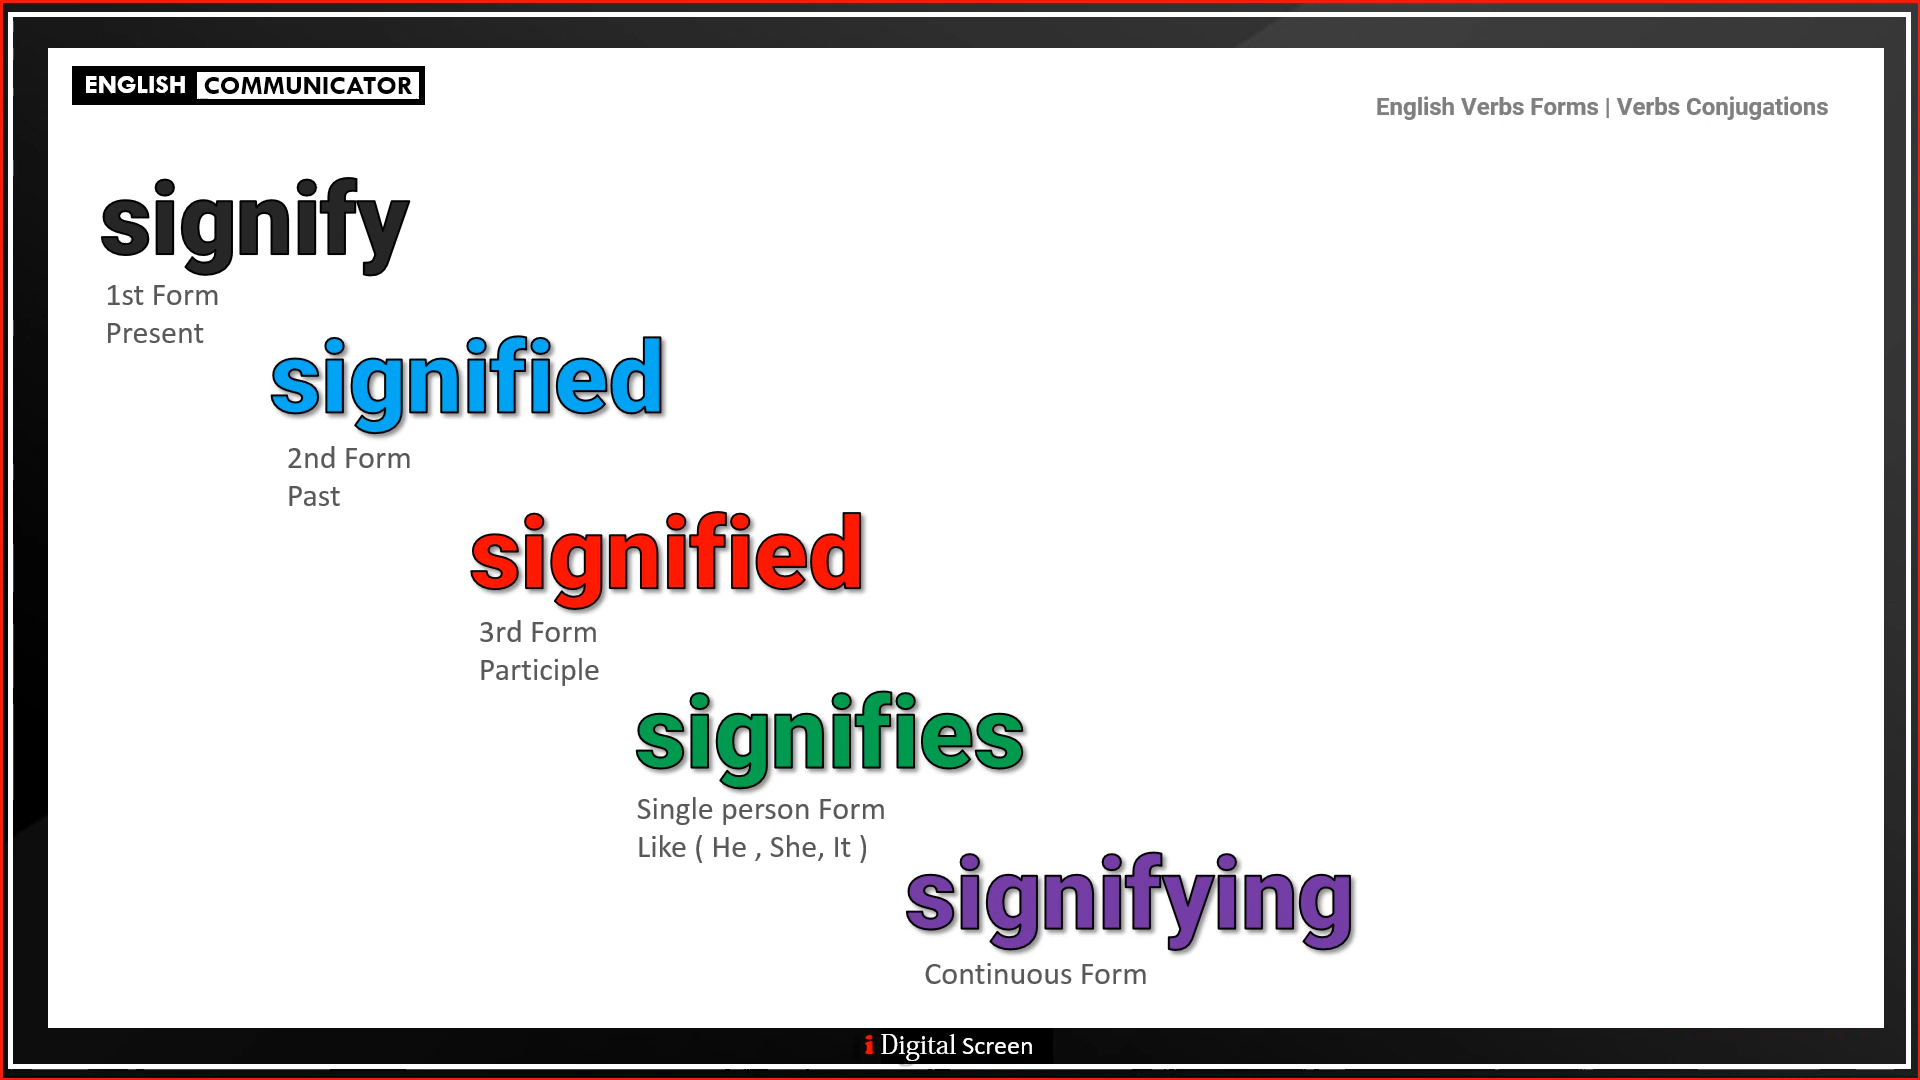 ENGLISH COMMUNICATOR
English Verbs Forms | Verbs Conjugations
signify
1st Form
Present
signified
2nd Form
Past
signified
3rd Form
Participle
signifies
Single person Form
Like ( He , She, It )
signifying
Continuous Form
i Digital Screen